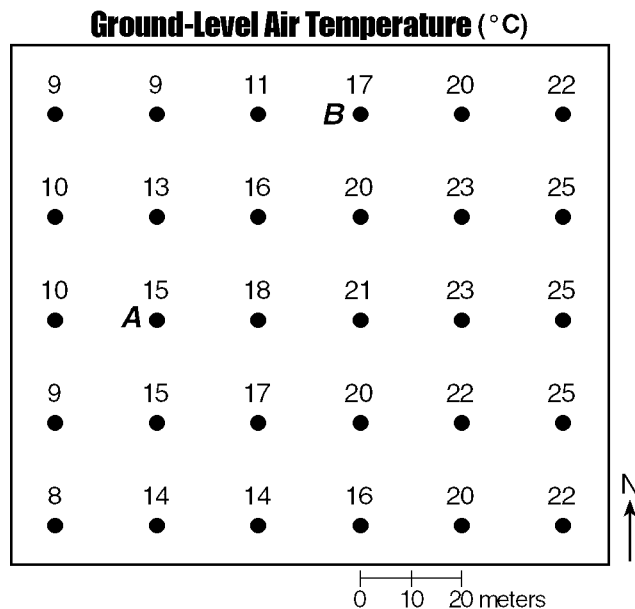 Ground-Level Air Temperature (°C)
9 9 11 17 20 22
B
10 13 16 20 23 25
10 15 18 21 23 25
A
9 15 17 20 22 25
8 14 14 16 20 22
N
0 10 20 meters